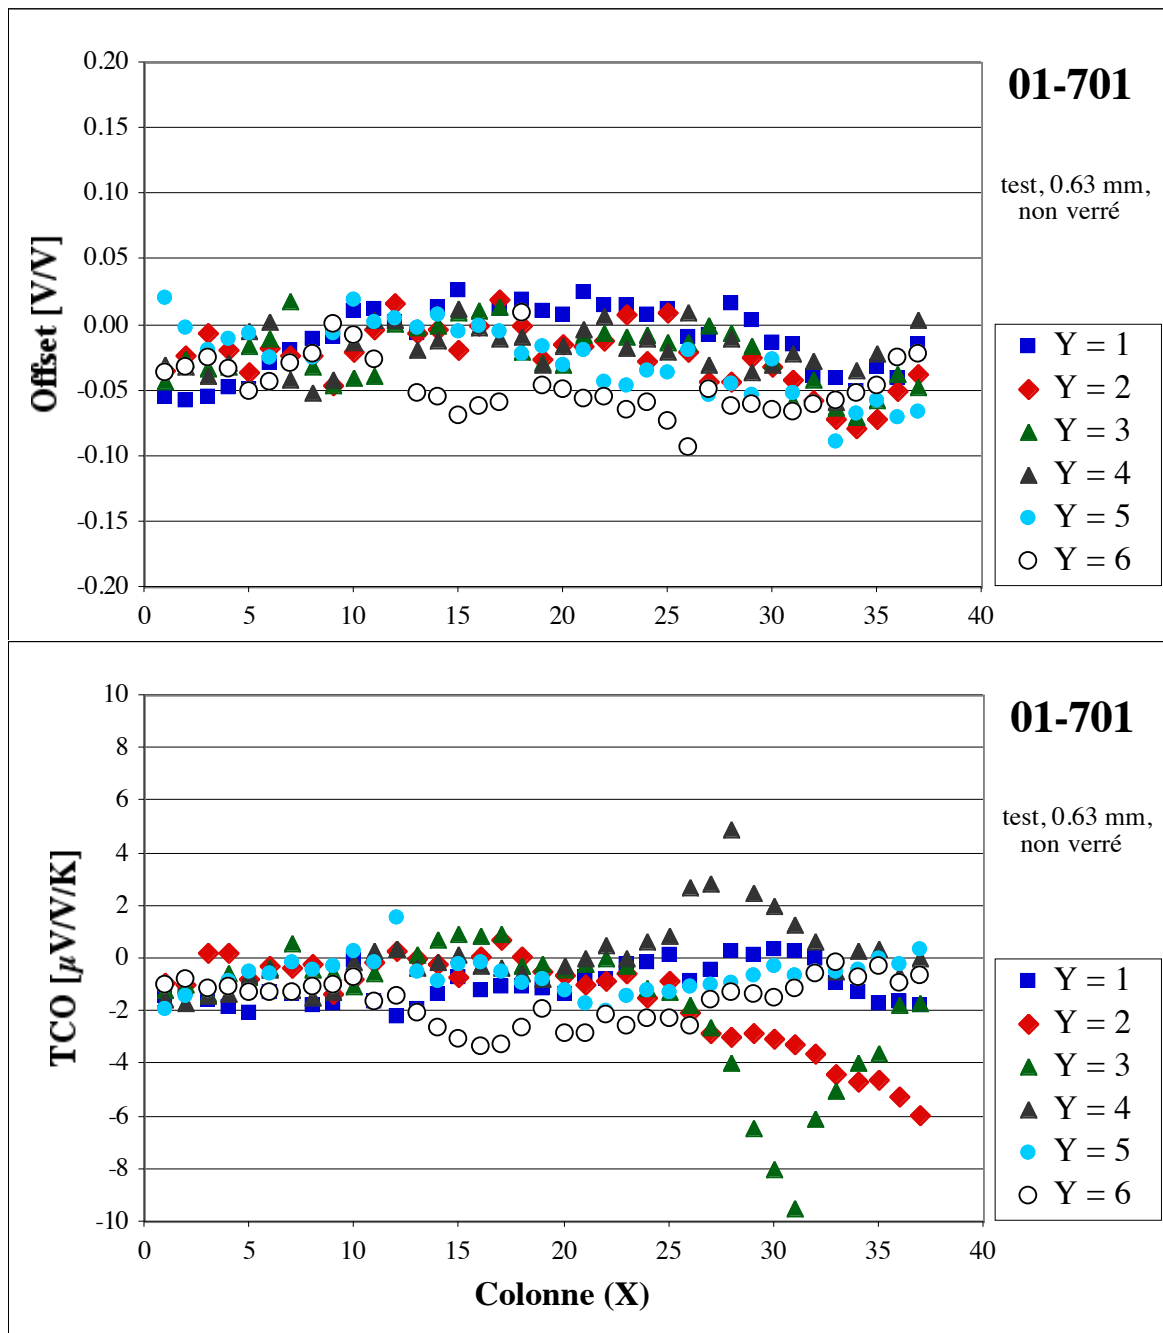 01-701
test, 0.63 mm,
non verré
Offset [V/V]
0.20
0.15
0.10
0.05
0.00
-0.05
-0.10
-0.15
-0.20
0 5 10 15 20 25 30 35 40
Y = 1
Y = 2
Y = 3
Y = 4
Y = 5
Y = 6
01-701
test, 0.63 mm,
non verré
TCO [µV/V/K]
10
8
6
4
2
0
-2
-4
-6
-8
-10
0 5 10 15 20 25 30 35 40
Colonne (X)
Y = 1
Y = 2
Y = 3
Y = 4
Y = 5
Y = 6